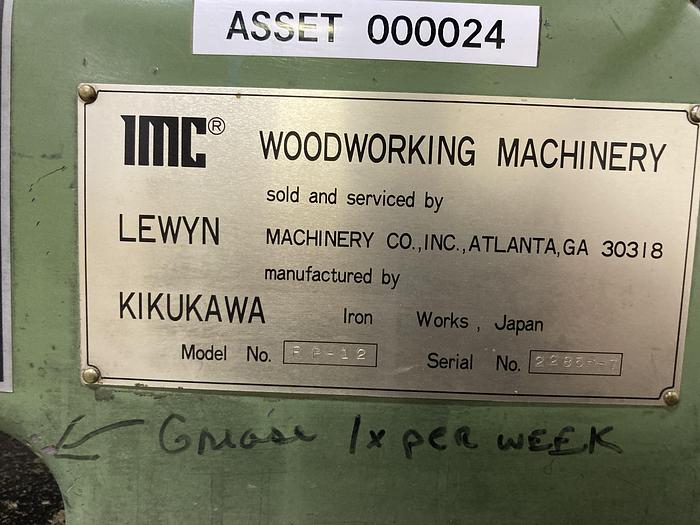 ASSET 000024
IMC® WOODWORKING MACHINERY
sold and serviced by
LEWYN MACHINERY CO.,INC.,ATLANTA,GA 30318
manufactured by
KIKUKAWA Iron Works, Japan
Model No. Serial No.
Grease 1x per week